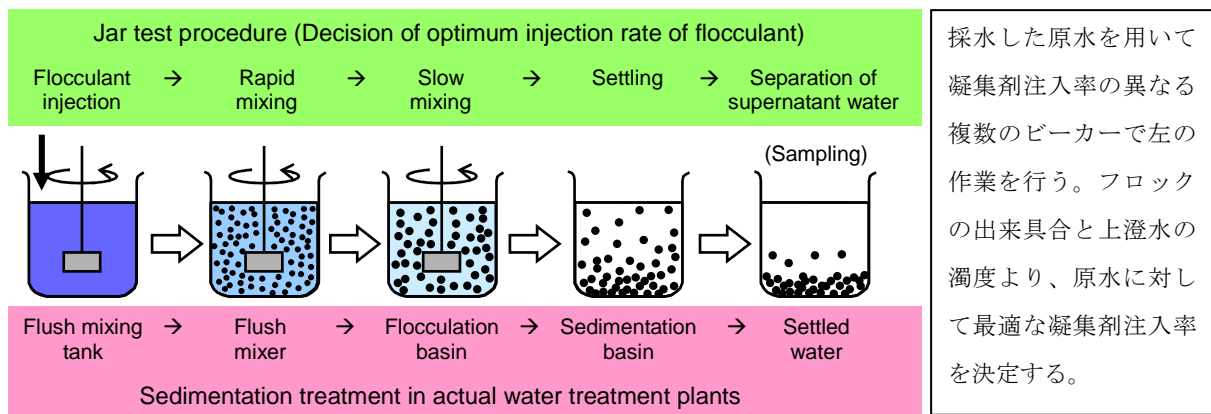 Jar test procedure (Decision of optimum injection rate of flocculant)
Flocculant injection → Rapid mixing → Slow mixing → Settling → Separation of supernatant water
(Sampling)
Flush mixing tank → Flush mixer → Flocculation basin → Sedimentation basin → Settled water
Sedimentation treatment in actual water treatment plants
採水した原水を用いて
凝集剤注入率の異なる
複数のビーカーで左の
作業を行う。フロック
の出来具合と上澄水の
濁度より、原水に対し
て最適な凝集剤注入率
を決定する。